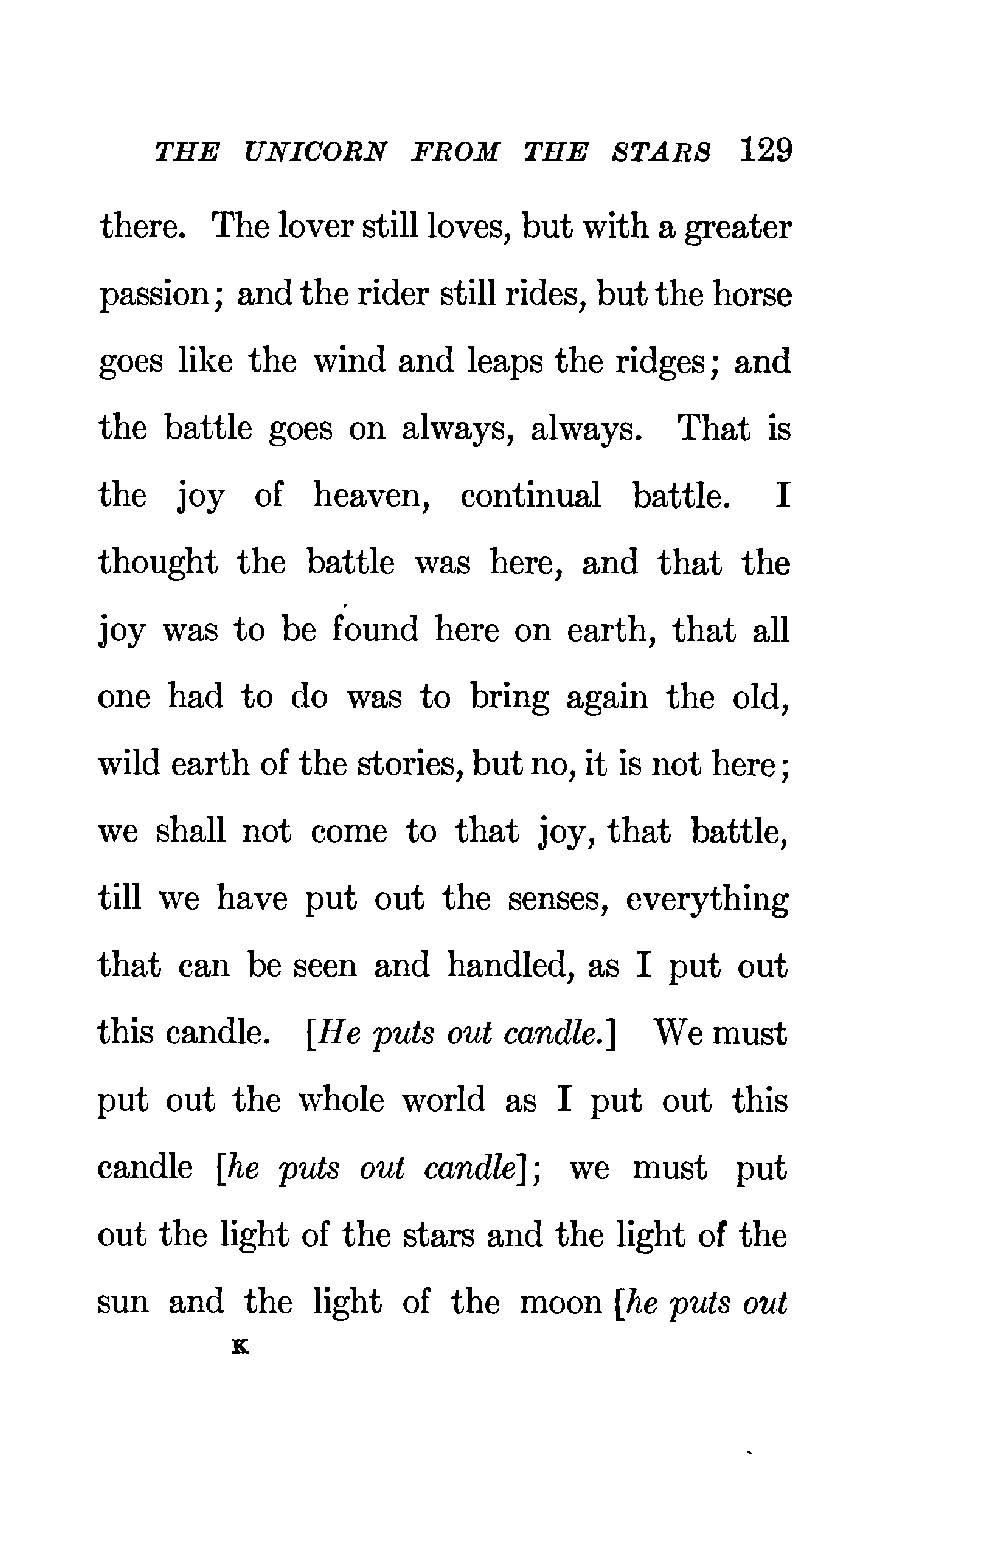 THE UNICORN FROM THE STARS 129
there. The lover still loves, but with a greater
passion; and the rider still rides, but the horse
goes like the wind and leaps the ridges; and
the battle goes on always, always. That is
the joy of heaven, continual battle. I
thought the battle was here, and that the
joy was to be found here on earth, that all
one had to do was to bring again the old,
wild earth of the stories, but no, it is not here;
we shall not come to that joy, that battle,
till we have put out the senses, everything
that can be seen and handled, as I put out
this candle. [He puts out candle.] We must
put out the whole world as I put out this
candle [he puts out candle]; we must put
out the light of the stars and the light of the
sun and the light of the moon [he puts out
K